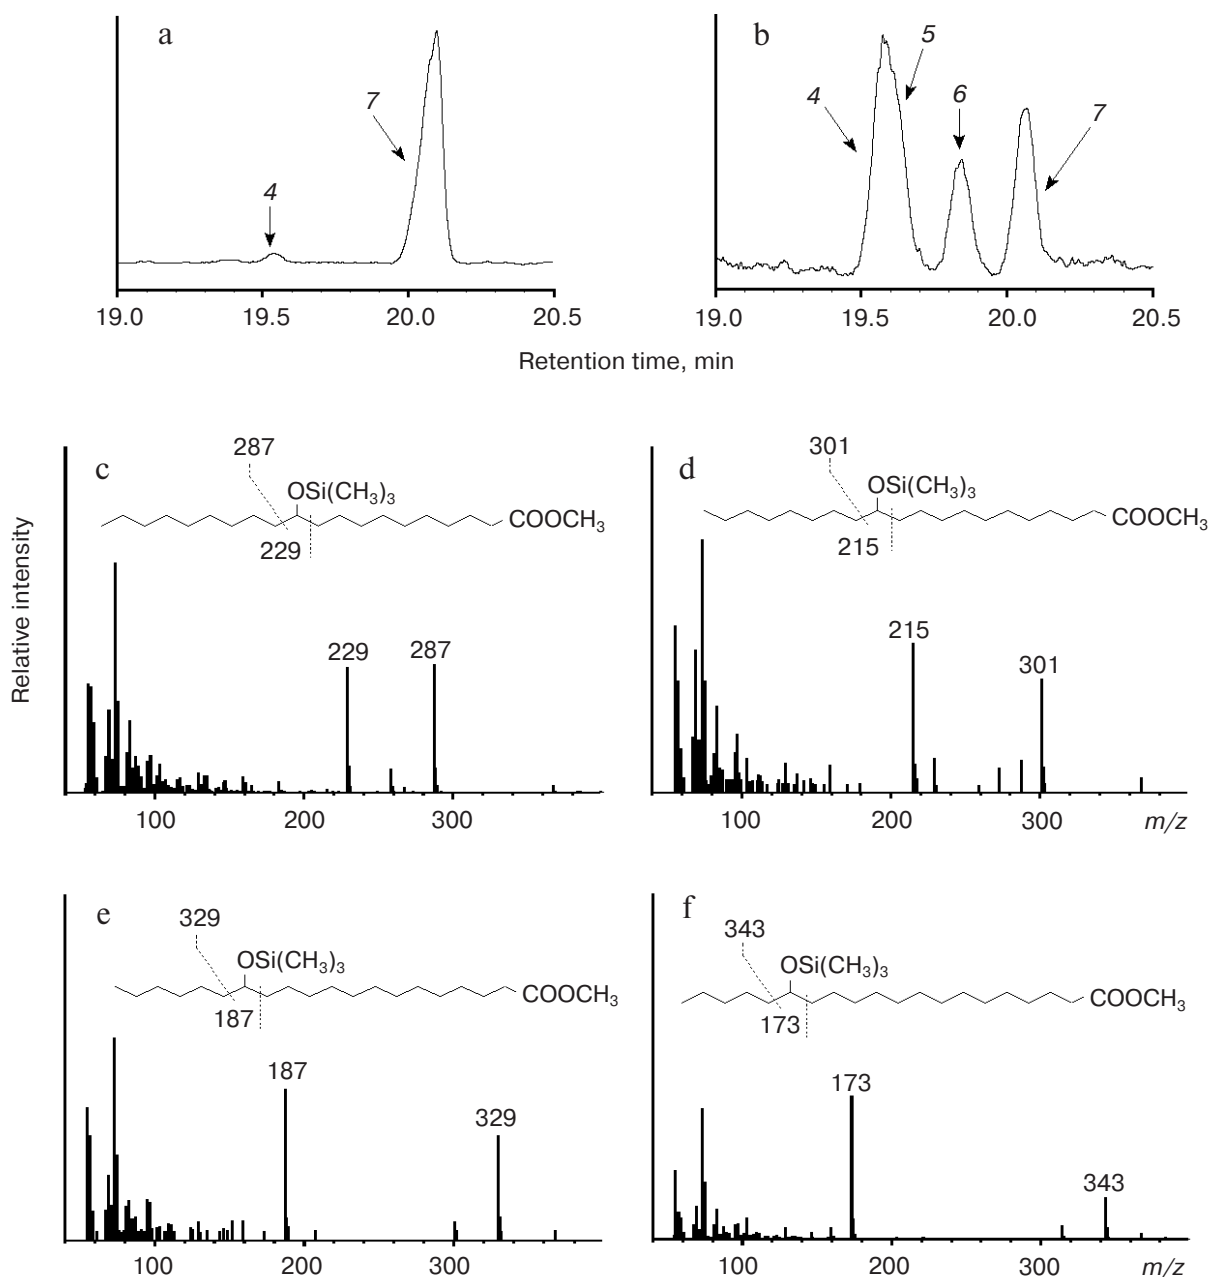 a
7
4
19.0 19.5 20.0 20.5
b
4
5
6
7
19.0 19.5 20.0 20.5
Retention time, min
Relative intensity
c
287
OSi(CH₃)₃
COOCH₃
229
229
287
100 200 300
d
301
OSi(CH₃)₃
COOCH₃
215
215
301
100 200 300 m/z
e
329
OSi(CH₃)₃
COOCH₃
187
187
329
100 200 300
f
343
OSi(CH₃)₃
COOCH₃
173
173
343
100 200 300 m/z